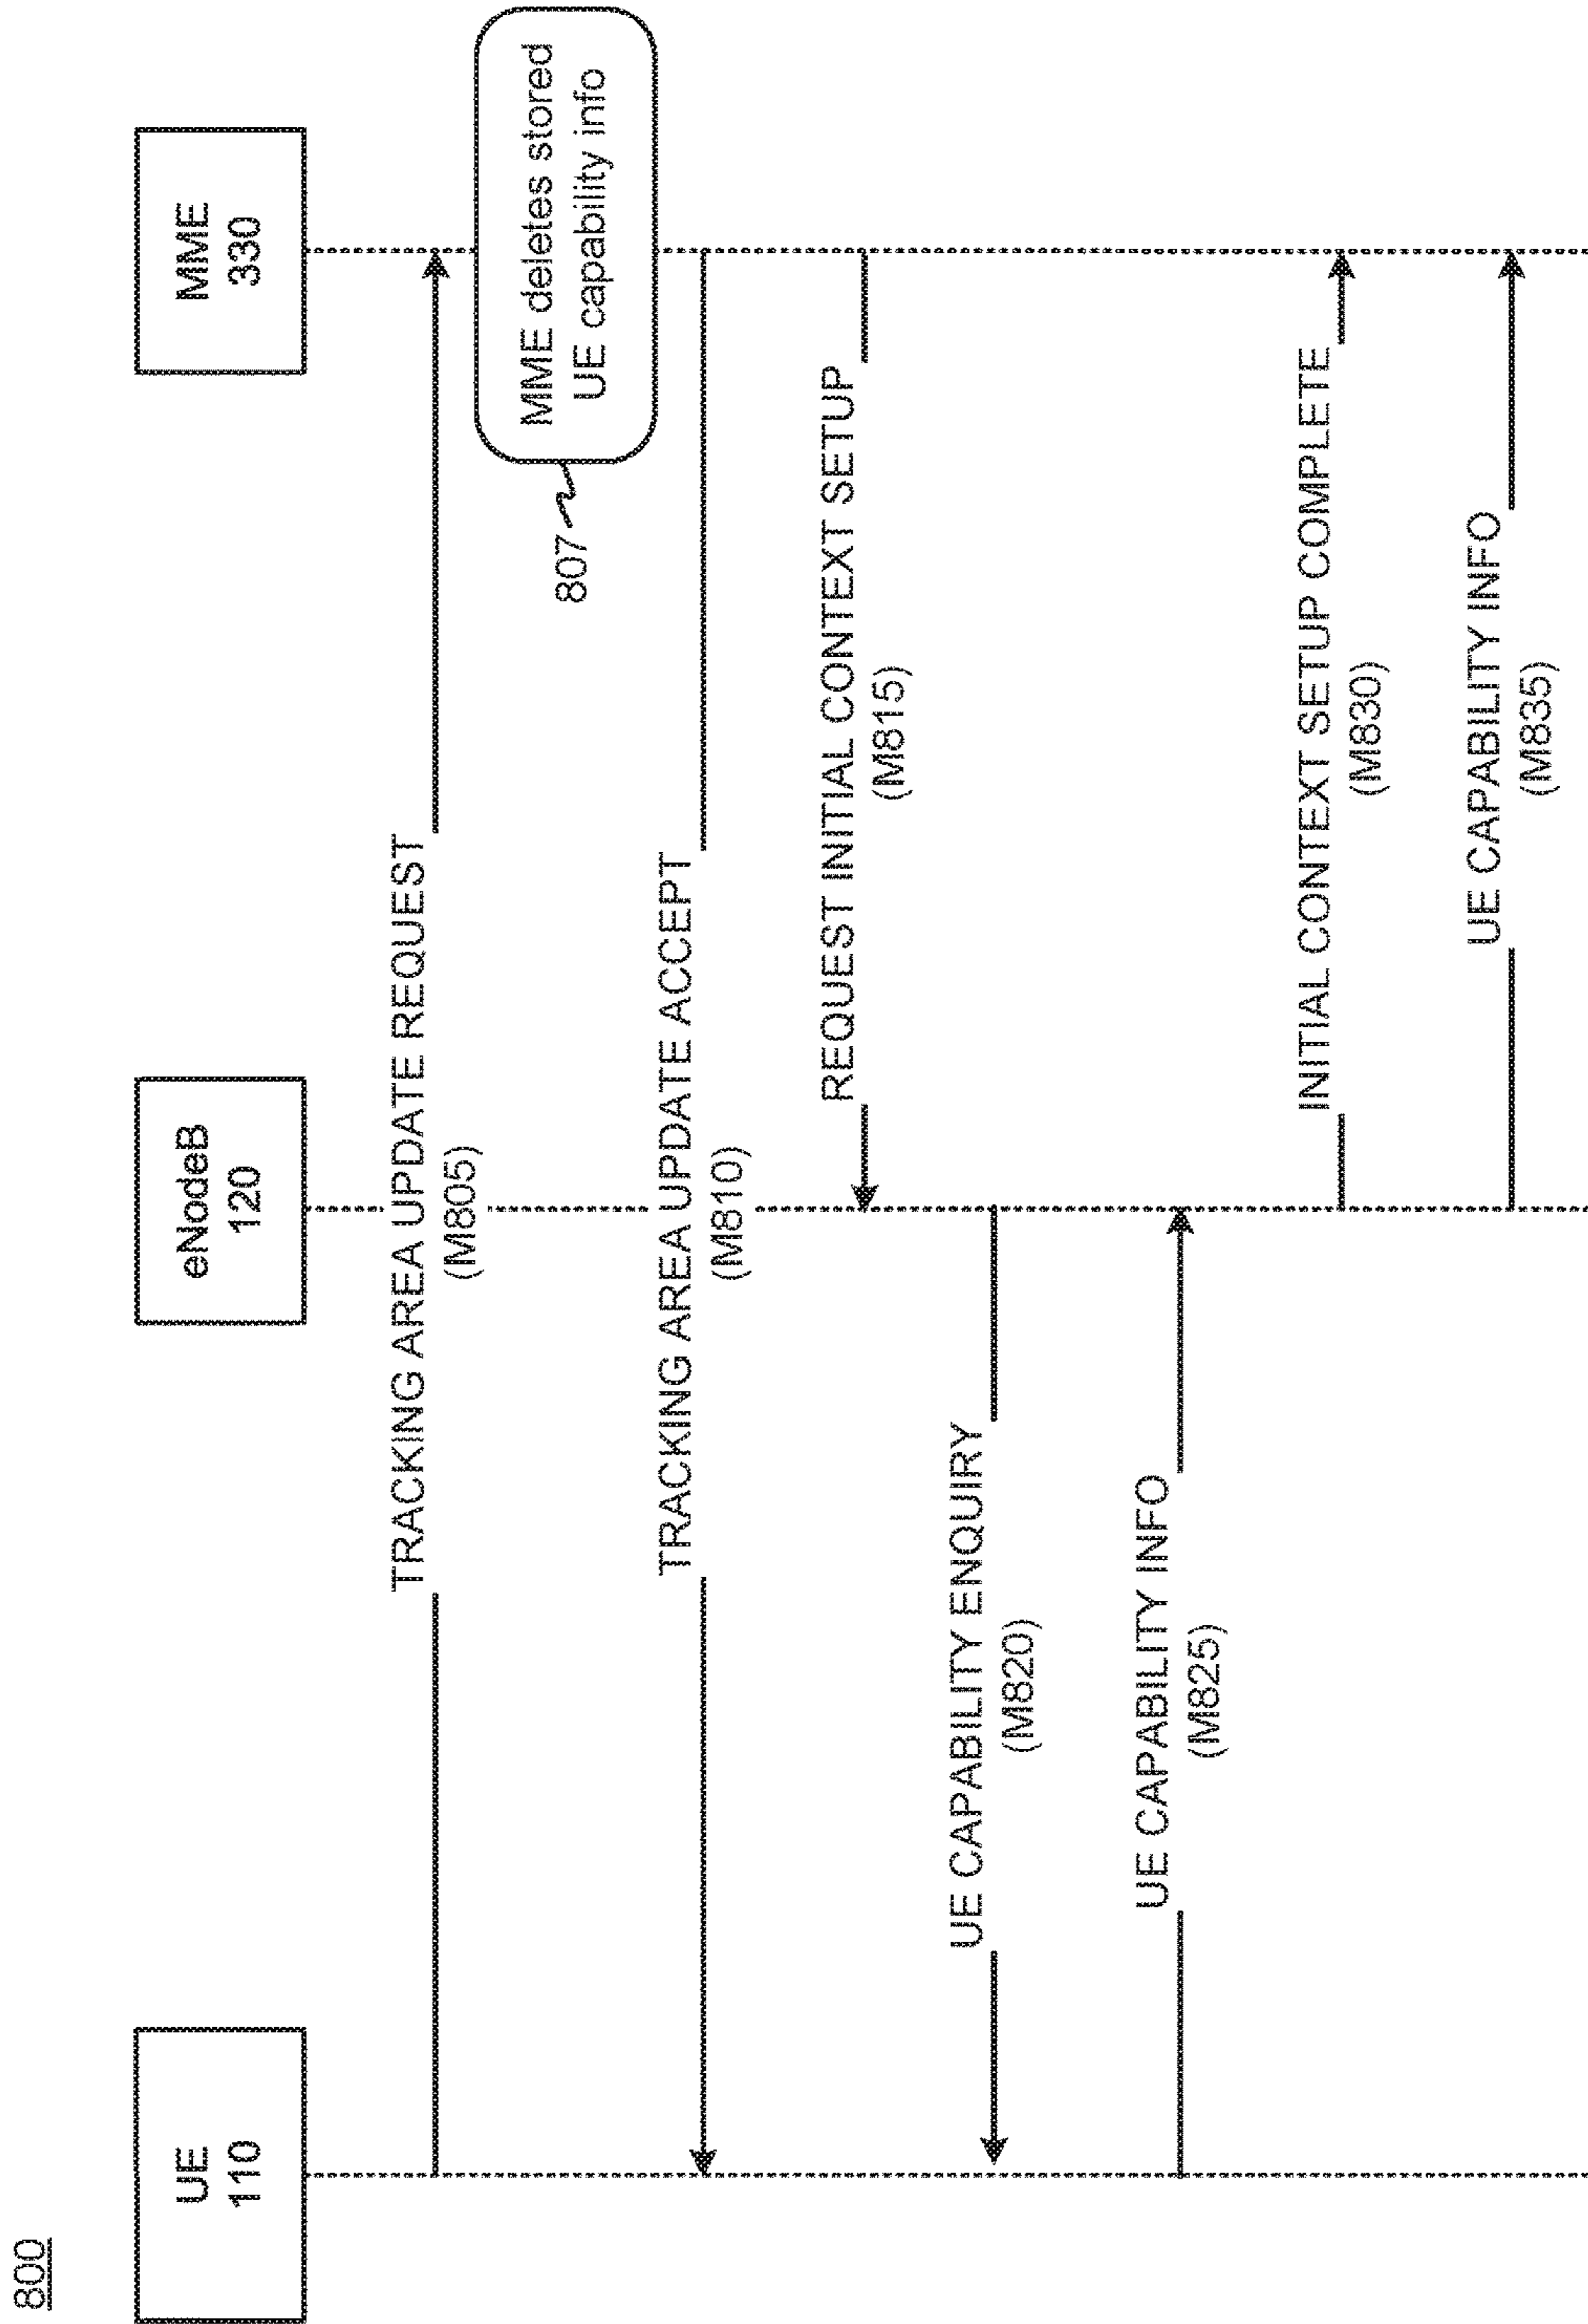 800
UE
110
eNodeB
120
MME
330
TRACKING AREA UPDATE REQUEST
(M805)
807
MME deletes stored
UE capability info
TRACKING AREA UPDATE ACCEPT
(M810)
REQUEST INITIAL CONTEXT SETUP
(M815)
UE CAPABILITY ENQUIRY
(M820)
UE CAPABILITY INFO
(M825)
INITIAL CONTEXT SETUP COMPLETE
(M830)
UE CAPABILITY INFO
(M835)